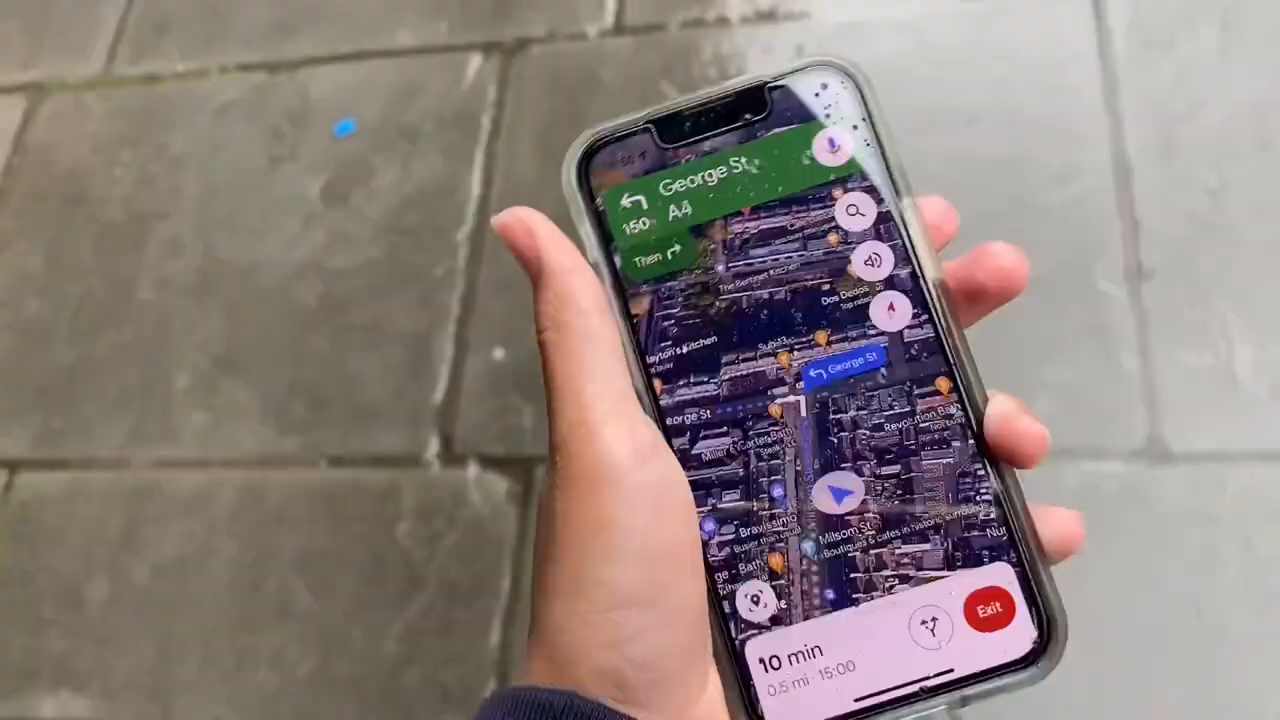 George St
150 A4
Then
The Bertinet Kitchen
Dos Dedos
Top rated
layton's Kitchen
Sub 13
George St
eorge St
Revolution Bath
Not busy
Miller & Carter Bath
Bravissimo
Busier than usual
Milsom St
Boutiques & cafes in historic surrounds
ge - Bath
Exit
10 min
0.5 mi · 15:00